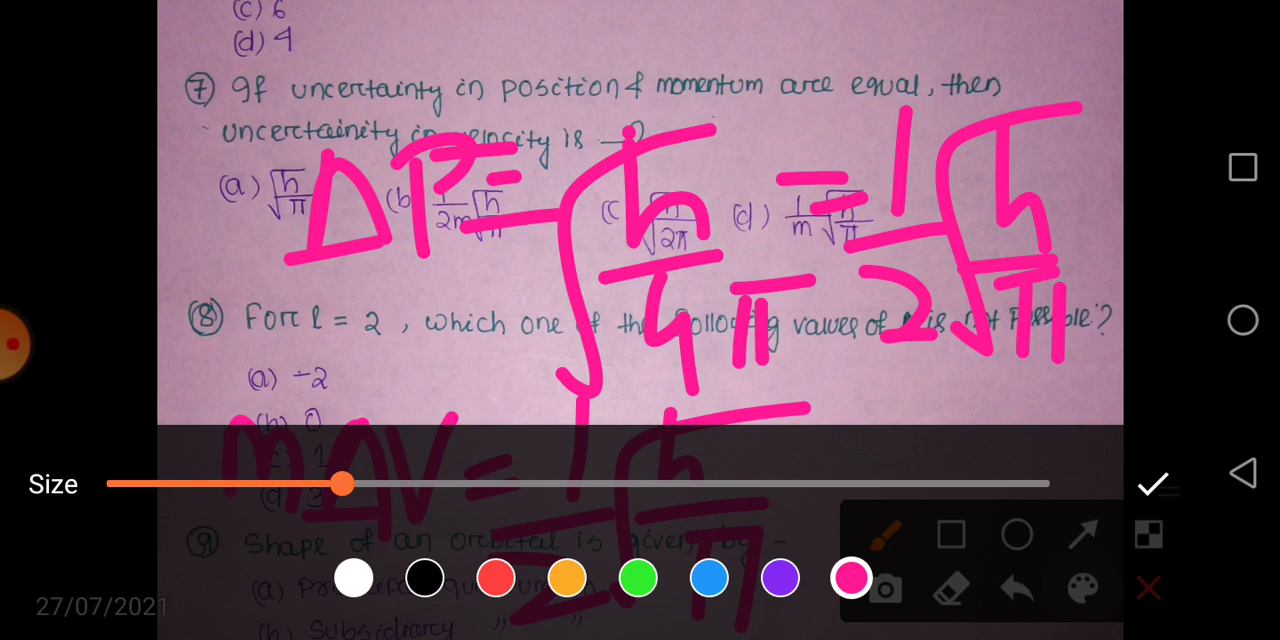 (c) 6
(d) 4
⑦ If uncertainty in position & momentum are equal, then
uncertainity in velocity is —?
(a) √h/π (b) 1/2m √h/π (c) √h/2π (d) 1/m √h/π
ΔP = √h/4π = 1/2 √h/π
⑧ For l = 2, which one of the following values of is not Possible?
(a) -2
(b) 0
(c) -1
(d) 3
mΔV = 1/2 √h/π
Size
⑨ Shape of an orbital is given by -
(a)
27/07/2021
(b) Subsidiary " "